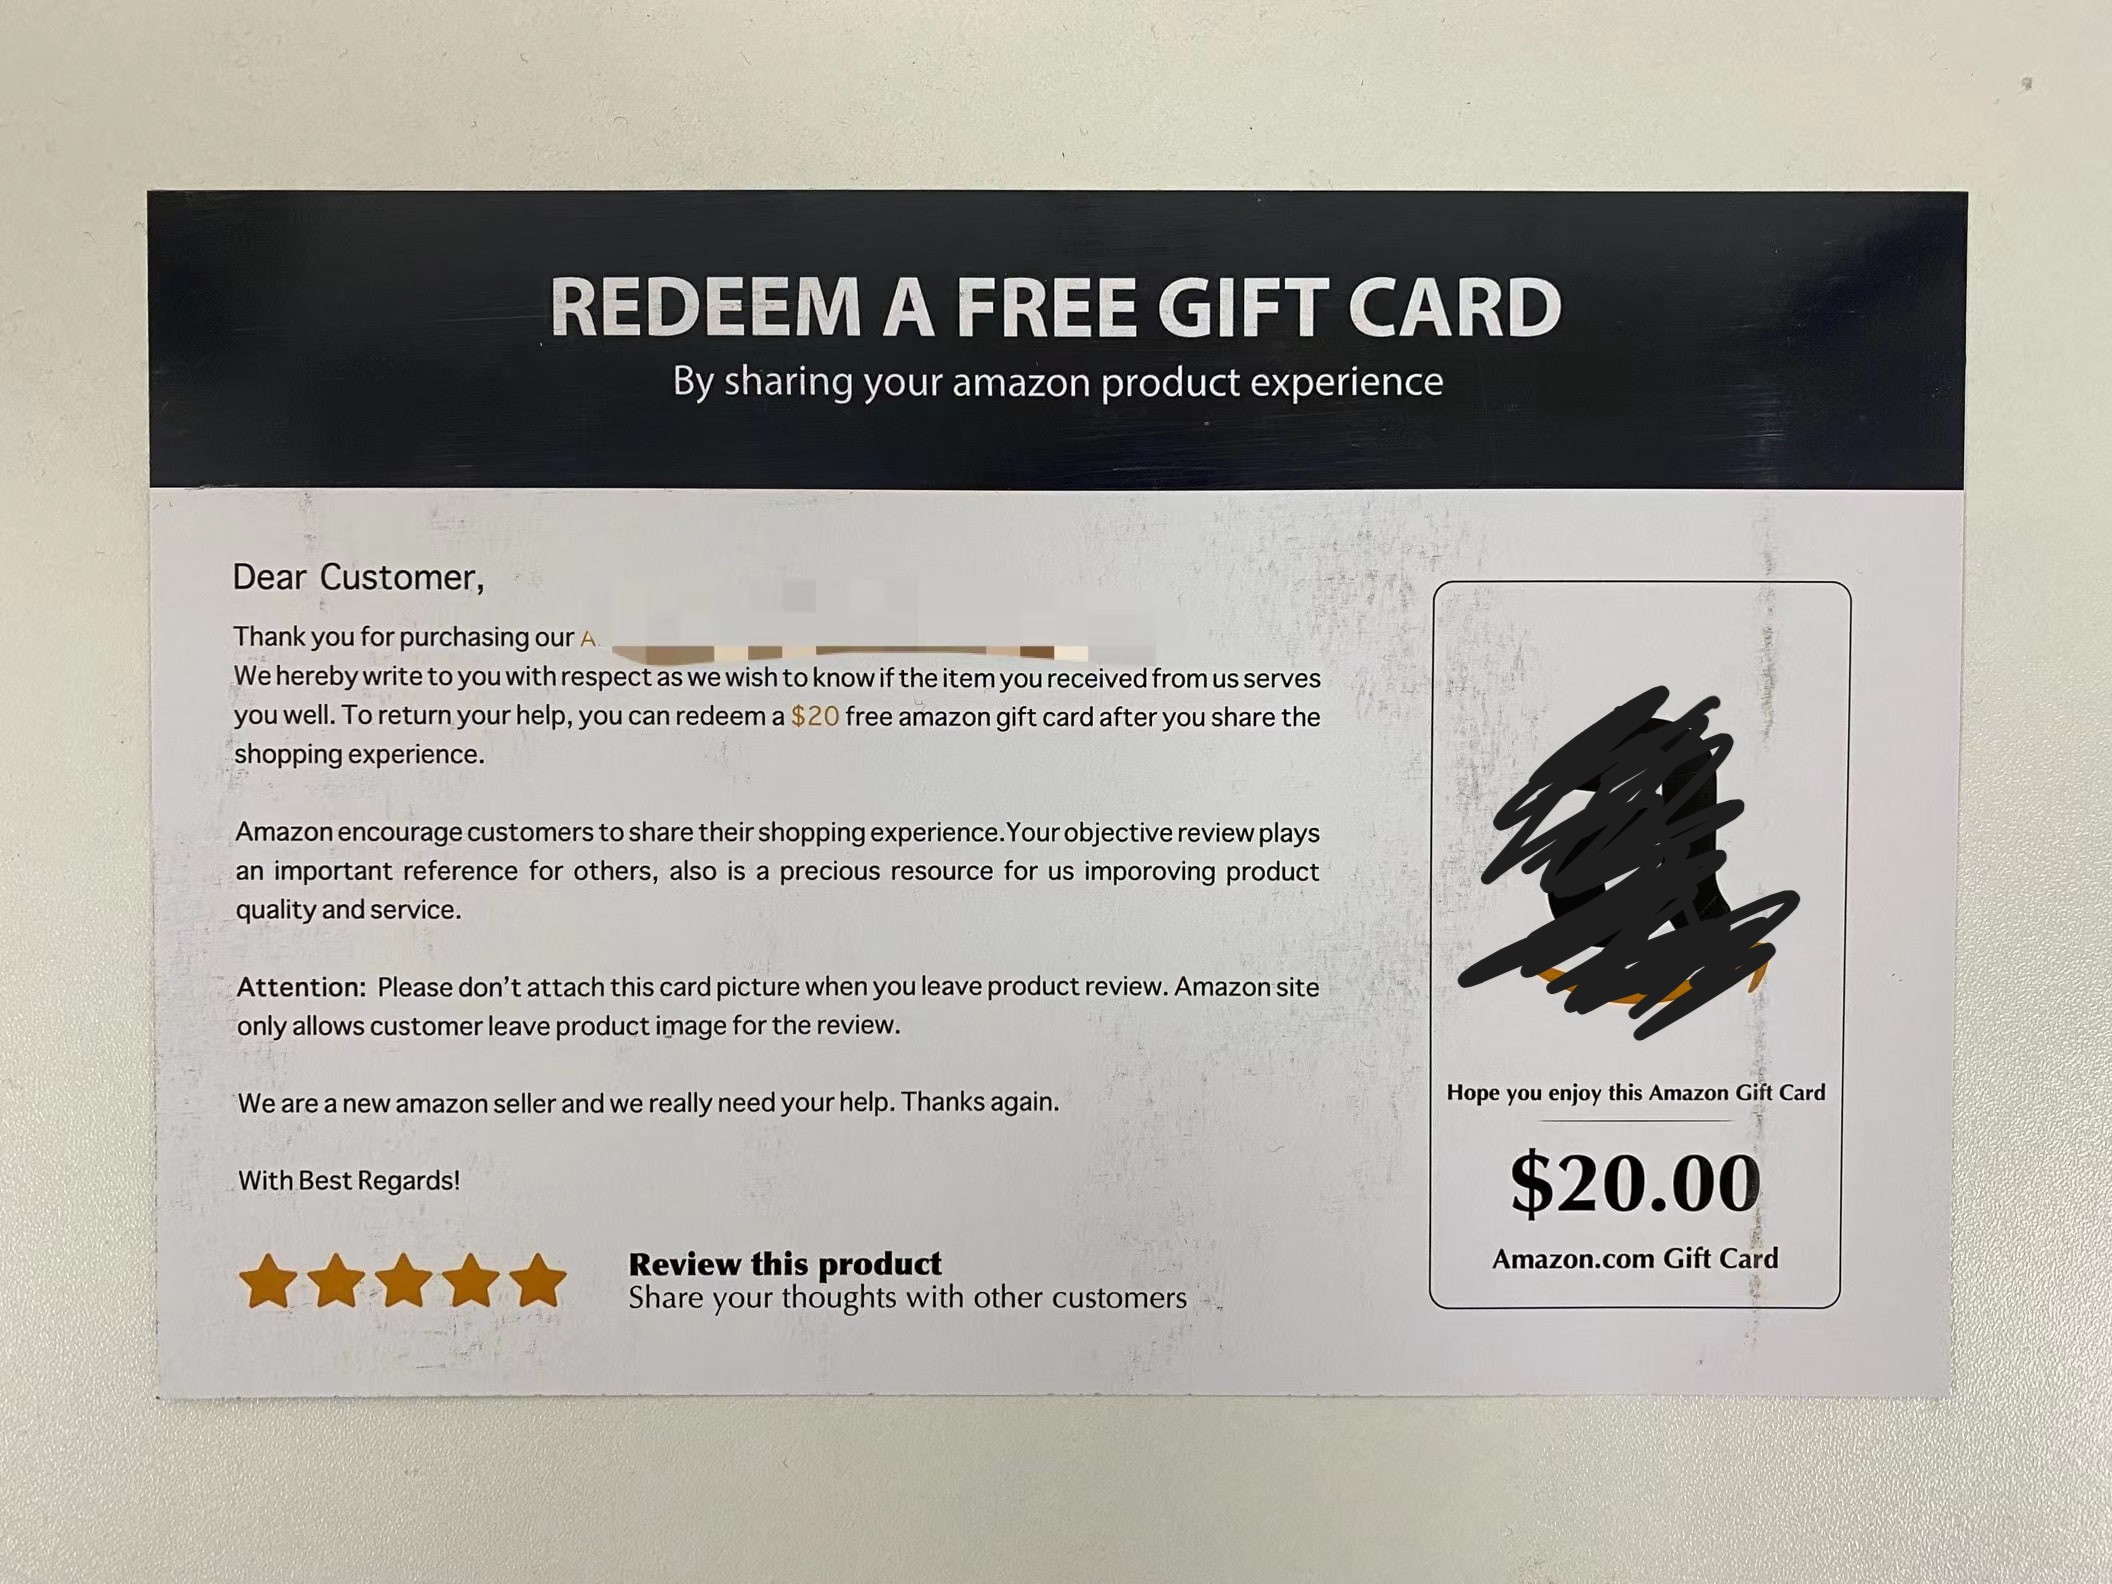 REDEEM A FREE GIFT CARD
By sharing your amazon product experience
Dear Customer,
Thank you for purchasing our A
We hereby write to you with respect as we wish to know if the item you received from us serves
you well. To return your help, you can redeem a $20 free amazon gift card after you share the
shopping experience.
Amazon encourage customers to share their shopping experience.Your objective review plays
an important reference for others, also is a precious resource for us imporoving product
quality and service.
Attention: Please don't attach this card picture when you leave product review. Amazon site
only allows customer leave product image for the review.
We are a new amazon seller and we really need your help. Thanks again.
With Best Regards!
Review this product
Share your thoughts with other customers
Hope you enjoy this Amazon Gift Card
$20.00
Amazon.com Gift Card